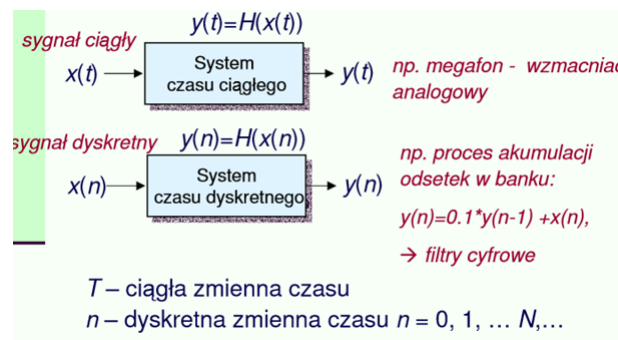 y(t)=H(x(t))
sygnał ciągły
x(t)
System
czasu ciągłego
y(t)
np. megafon - wzmacniac
analogowy
sygnał dyskretny
y(n)=H(x(n))
x(n)
System
czasu dyskretnego
y(n)
np. proces akumulacji
odsetek w banku:
y(n)=0.1*y(n-1) +x(n),
→ filtry cyfrowe
T – ciągła zmienna czasu
n – dyskretna zmienna czasu n = 0, 1, … N,…